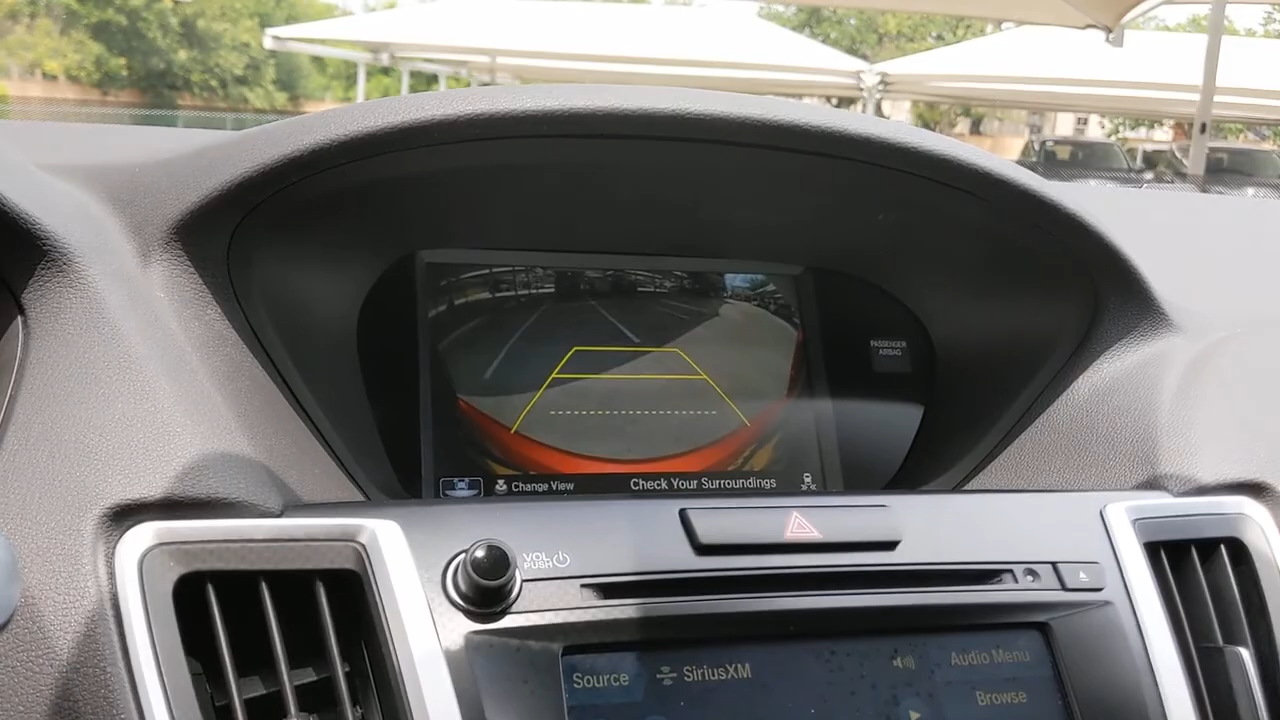 PASSENGER
AIRBAG
Change View
Check Your Surroundings
VOL
PUSH
Source
SiriusXM
Audio Menu
Browse